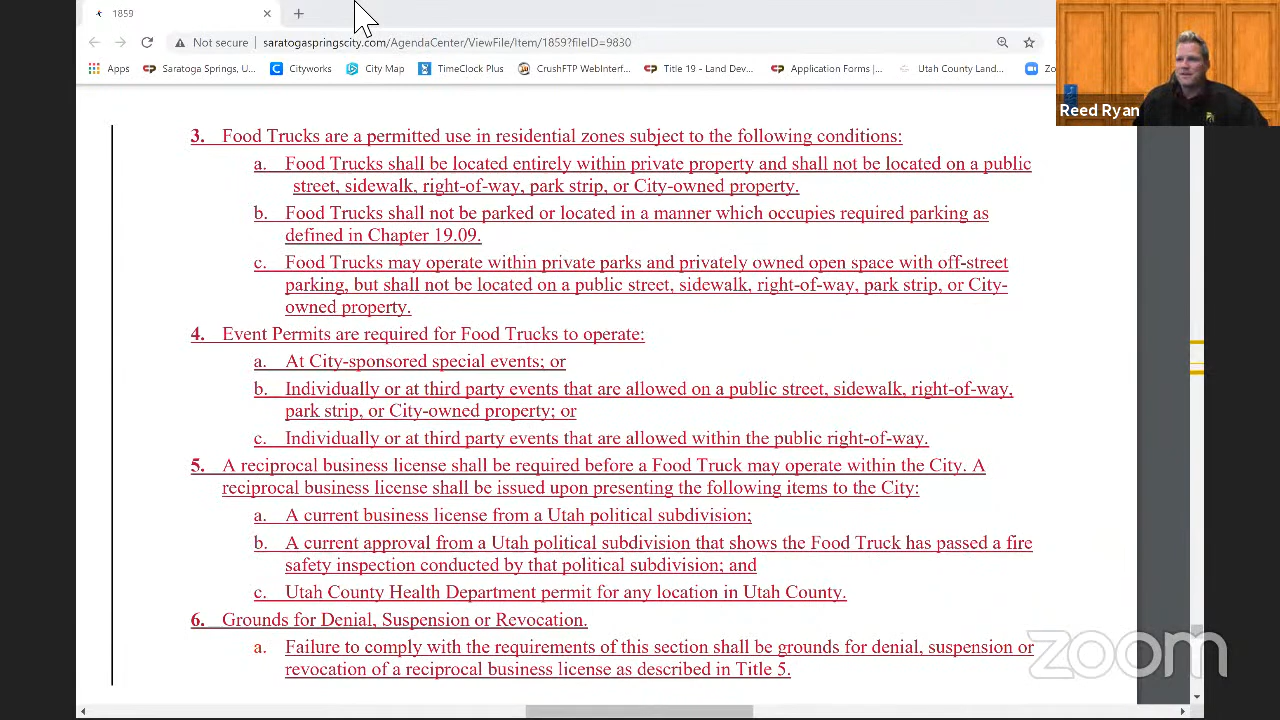 1859
Not secure saratogaspringscity.com/AgendaCenter/ViewFile/Item/1859?fileID=9830
Apps Saratoga Springs, U... Cityworks City Map TimeClock Plus CrushFTP WebInterf... Title 19 - Land Dev... Application Forms |... Utah County Land... Zo
Reed Ryan
3. Food Trucks are a permitted use in residential zones subject to the following conditions:
a. Food Trucks shall be located entirely within private property and shall not be located on a public
street, sidewalk, right-of-way, park strip, or City-owned property.
b. Food Trucks shall not be parked or located in a manner which occupies required parking as
defined in Chapter 19.09.
c. Food Trucks may operate within private parks and privately owned open space with off-street
parking, but shall not be located on a public street, sidewalk, right-of-way, park strip, or City-
owned property.
4. Event Permits are required for Food Trucks to operate:
a. At City-sponsored special events; or
b. Individually or at third party events that are allowed on a public street, sidewalk, right-of-way,
park strip, or City-owned property; or
c. Individually or at third party events that are allowed within the public right-of-way.
5. A reciprocal business license shall be required before a Food Truck may operate within the City. A
reciprocal business license shall be issued upon presenting the following items to the City:
a. A current business license from a Utah political subdivision;
b. A current approval from a Utah political subdivision that shows the Food Truck has passed a fire
safety inspection conducted by that political subdivision; and
c. Utah County Health Department permit for any location in Utah County.
6. Grounds for Denial, Suspension or Revocation.
a. Failure to comply with the requirements of this section shall be grounds for denial, suspension or
revocation of a reciprocal business license as described in Title 5.
zoom